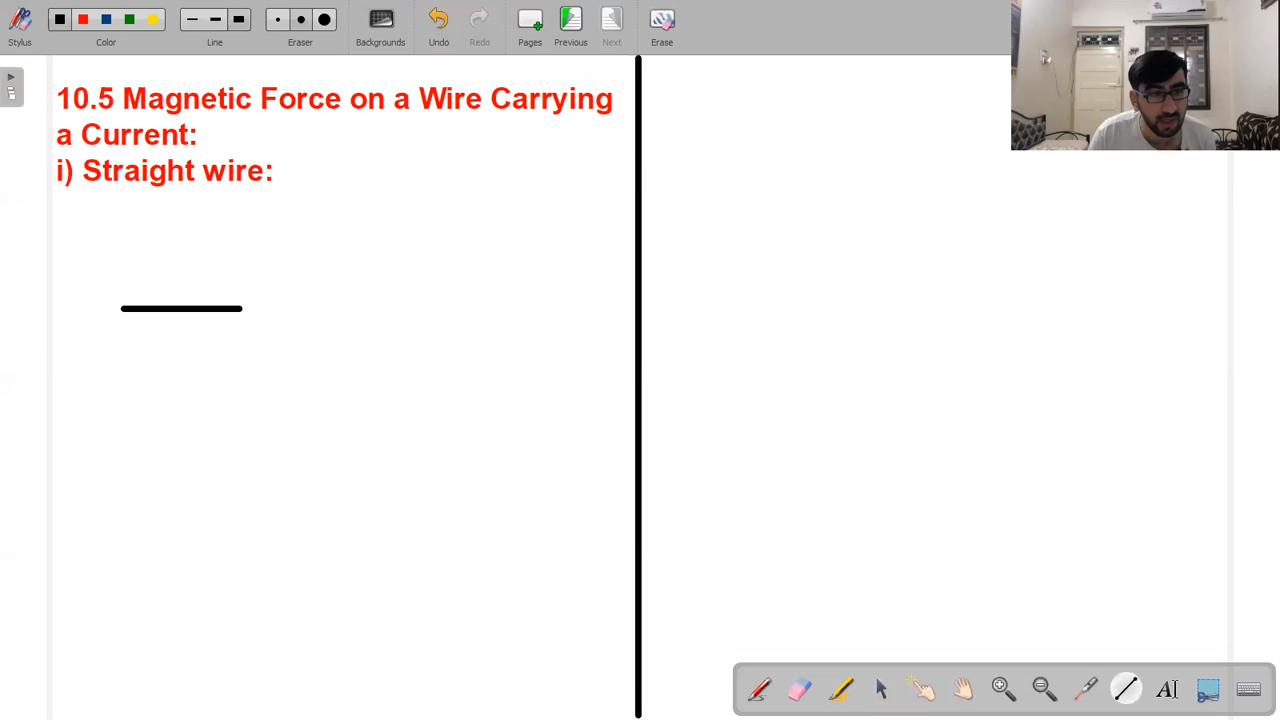 Stylus
Color
Line
Eraser
Backgrounds
Undo
Redo
Pages
Previous
Next
Erase
10.5 Magnetic Force on a Wire Carrying
a Current:
i) Straight wire: